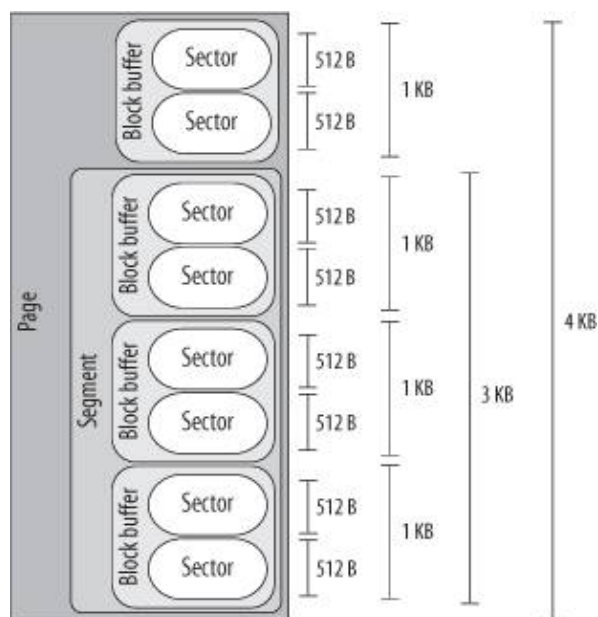 Page
Segment
Block buffer
Sector
512 B
Sector
512 B
1 KB
Block buffer
Sector
512 B
Sector
512 B
1 KB
Block buffer
Sector
512 B
Sector
512 B
1 KB
Block buffer
Sector
512 B
Sector
512 B
1 KB
3 KB
4 KB